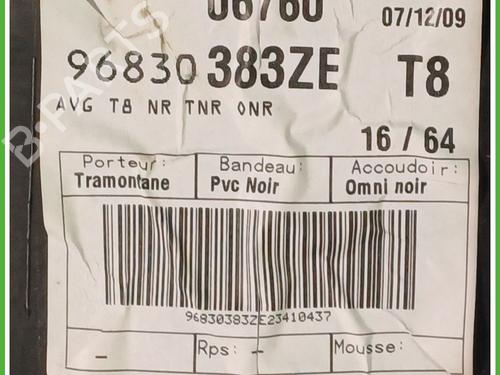 06760
07/12/09
96830 383ZE T8
AVG T8 NR TNR ONR
16 / 64
Porteur: Bandeau: Accoudoir:
Tramontane Pvc Noir Omni noir
96830383ZE23410437
– Rps: – Mousse:
B-PARTS